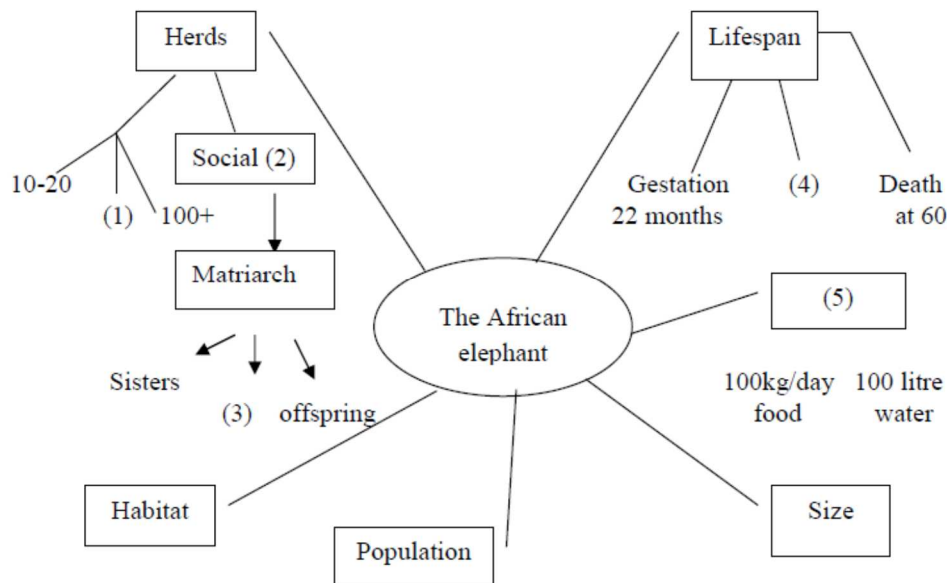 Herds
Lifespan
Social (2)
10-20
(1)
100+
Gestation
22 months
(4)
Death
at 60
Matriarch
(5)
The African
elephant
Sisters
(3)
offspring
100kg/day
food
100 litre
water
Habitat
Population
Size